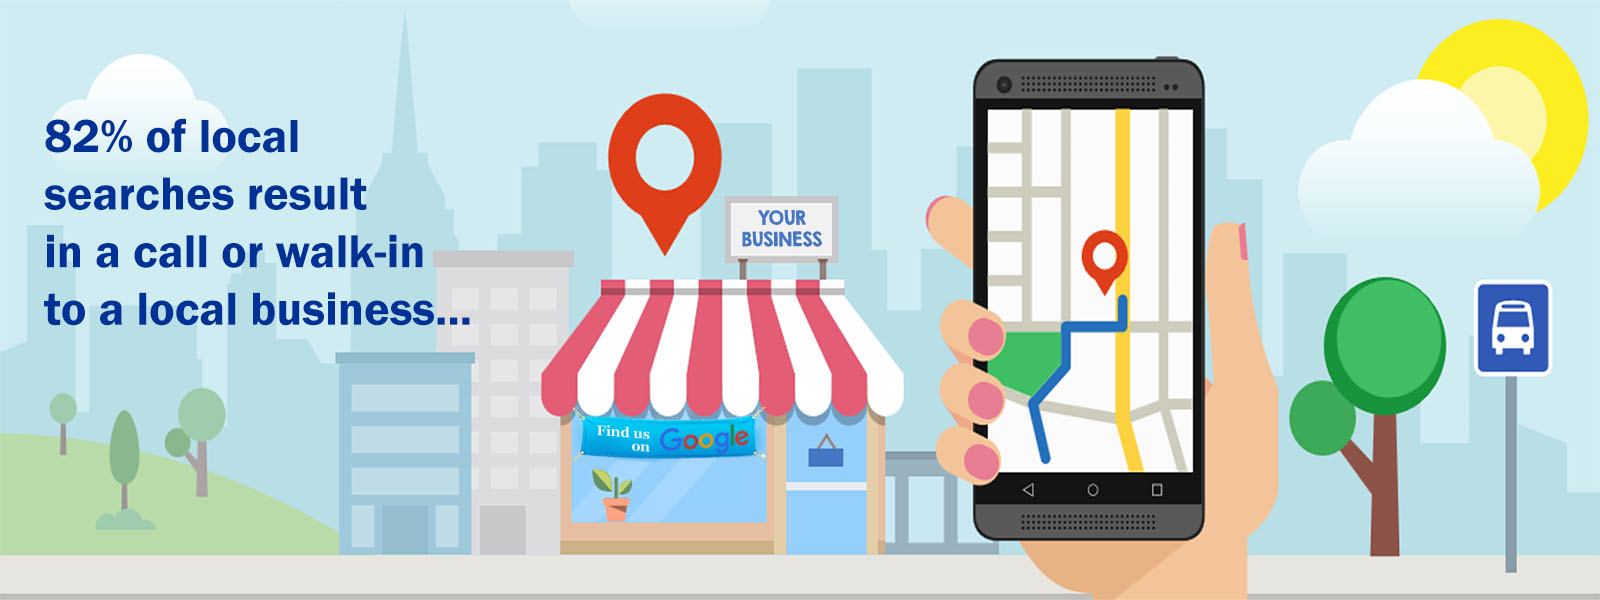 82% of local
searches result
in a call or walk-in
to a local business...
YOUR
BUSINESS
Find us
on Google